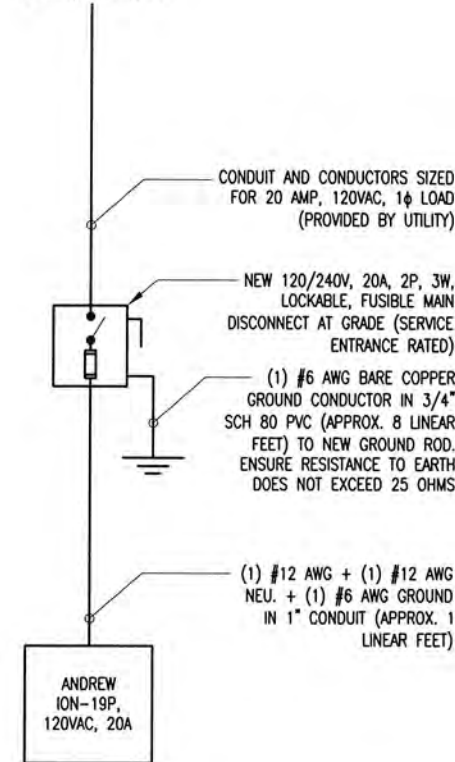 CONDUIT AND CONDUCTORS SIZED
FOR 20 AMP, 120VAC, 1ϕ LOAD
(PROVIDED BY UTILITY)
NEW 120/240V, 20A, 2P, 3W,
LOCKABLE, FUSIBLE MAIN
DISCONNECT AT GRADE (SERVICE
ENTRANCE RATED)
(1) #6 AWG BARE COPPER
GROUND CONDUCTOR IN 3/4"
SCH 80 PVC (APPROX. 8 LINEAR
FEET) TO NEW GROUND ROD.
ENSURE RESISTANCE TO EARTH
DOES NOT EXCEED 25 OHMS
(1) #12 AWG + (1) #12 AWG
NEU. + (1) #6 AWG GROUND
IN 1" CONDUIT (APPROX. 1
LINEAR FEET)
ANDREW
ION-19P,
120VAC, 20A